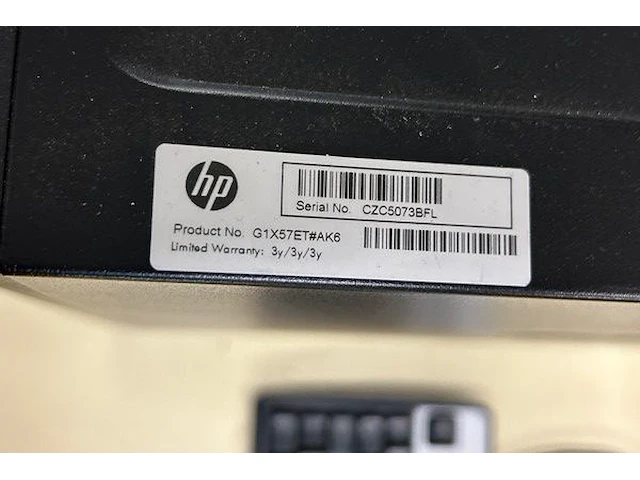 hp
Serial No. CZC5073BFL
Product No. G1X57ET#AK6
Limited Warranty: 3y/3y/3y